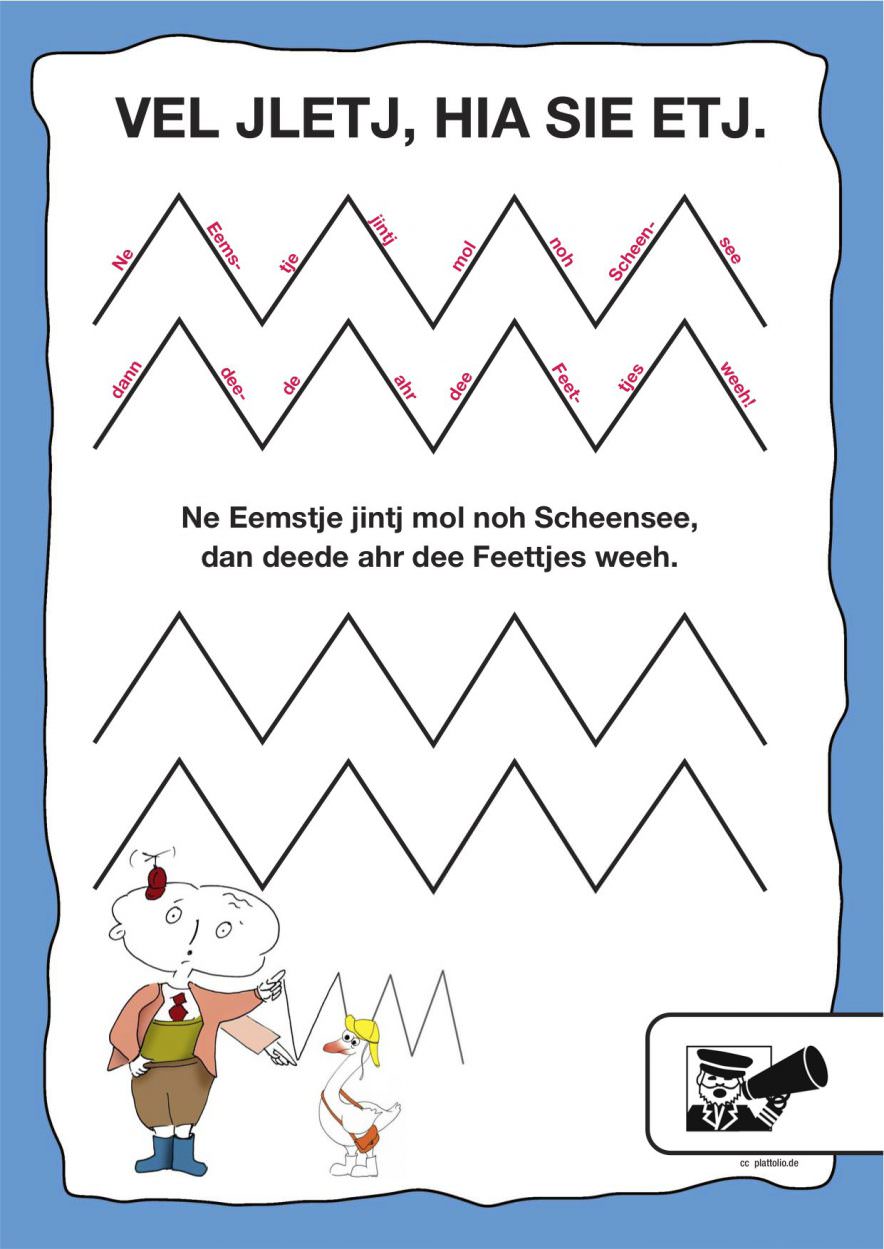 VEL JLETJ, HIA SIE ETJ.
Ne Eems- tje jintj mol noh Scheen- see
dann dee- de ahr dee Feet- tjes weeh!
Ne Eemstje jintj mol noh Scheensee,
dan deede ahr dee Feettjes weeh.
cc plattolio.de